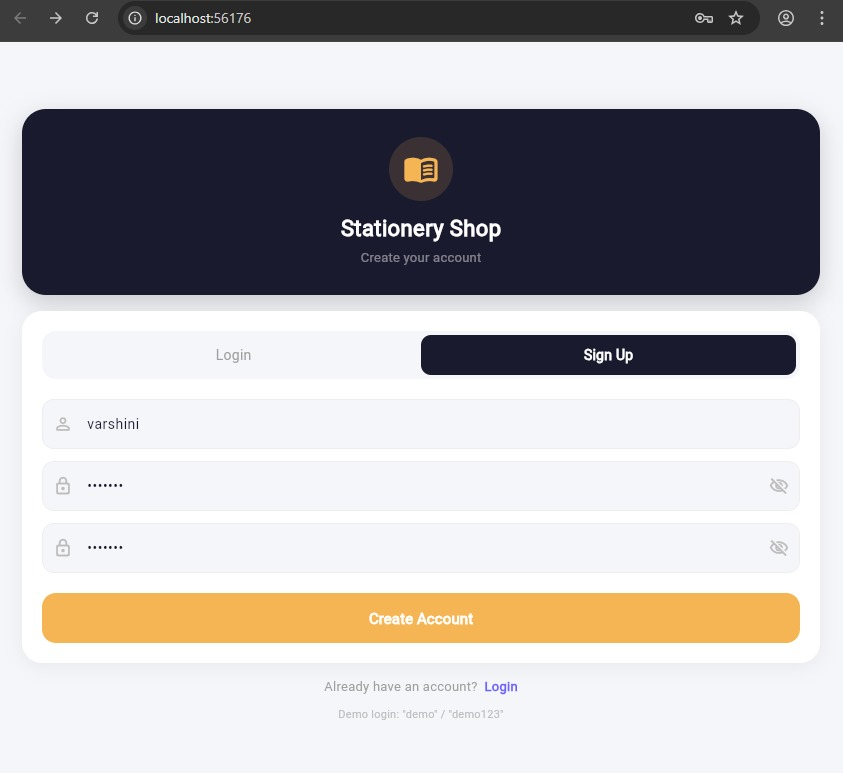 localhost:56176
Stationery Shop
Create your account
Login
Sign Up
varshini
•••••••
•••••••
Create Account
Already have an account? Login
Demo login: "demo" / "demo123"